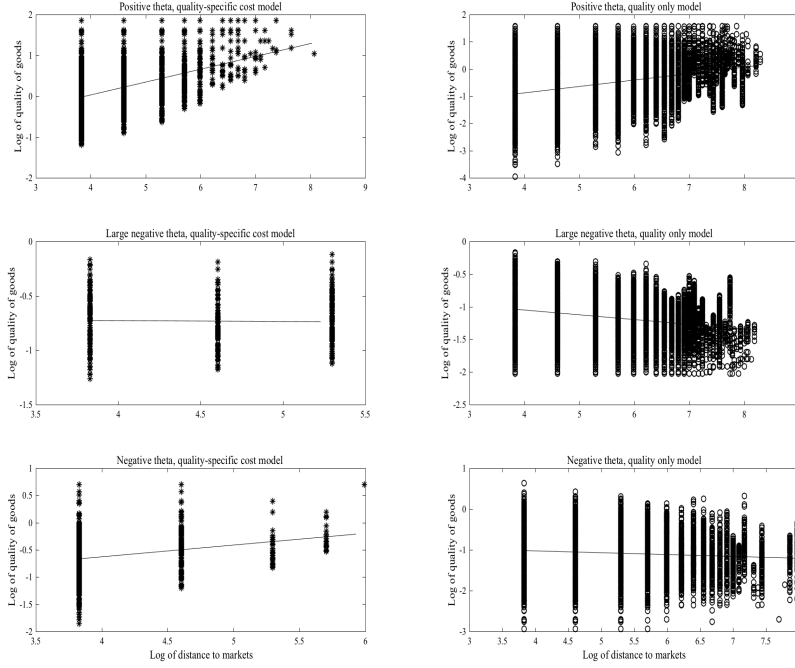 Positive theta, quality-specific cost model
Log of quality of goods
2
1
0
-1
2
3 4 5 6 7 8 9
Positive theta, quality only model
Log of quality of goods
2
1
0
-1
-2
-3
-4
3 4 5 6 7 8
Large negative theta, quality-specific cost model
Log of quality of goods
0
-0.5
-1
-1.5
3.5 4 4.5 5 5.5
Large negative theta, quality only model
Log of quality of goods
0
-0.5
-1
-1.5
-2
-2.5
3 4 5 6 7 8
Negative theta, quality-specific cost model
Log of quality of goods
1
0.5
0
-0.5
-1
-1.5
-2
3.5 4 4.5 5 5.5 6
Log of distance to markets
Negative theta, quality only model
Log of quality of goods
1
0
-1
-2
-3
3 3.5 4 4.5 5 5.5 6 6.5 7 7.5
Log of distance to markets